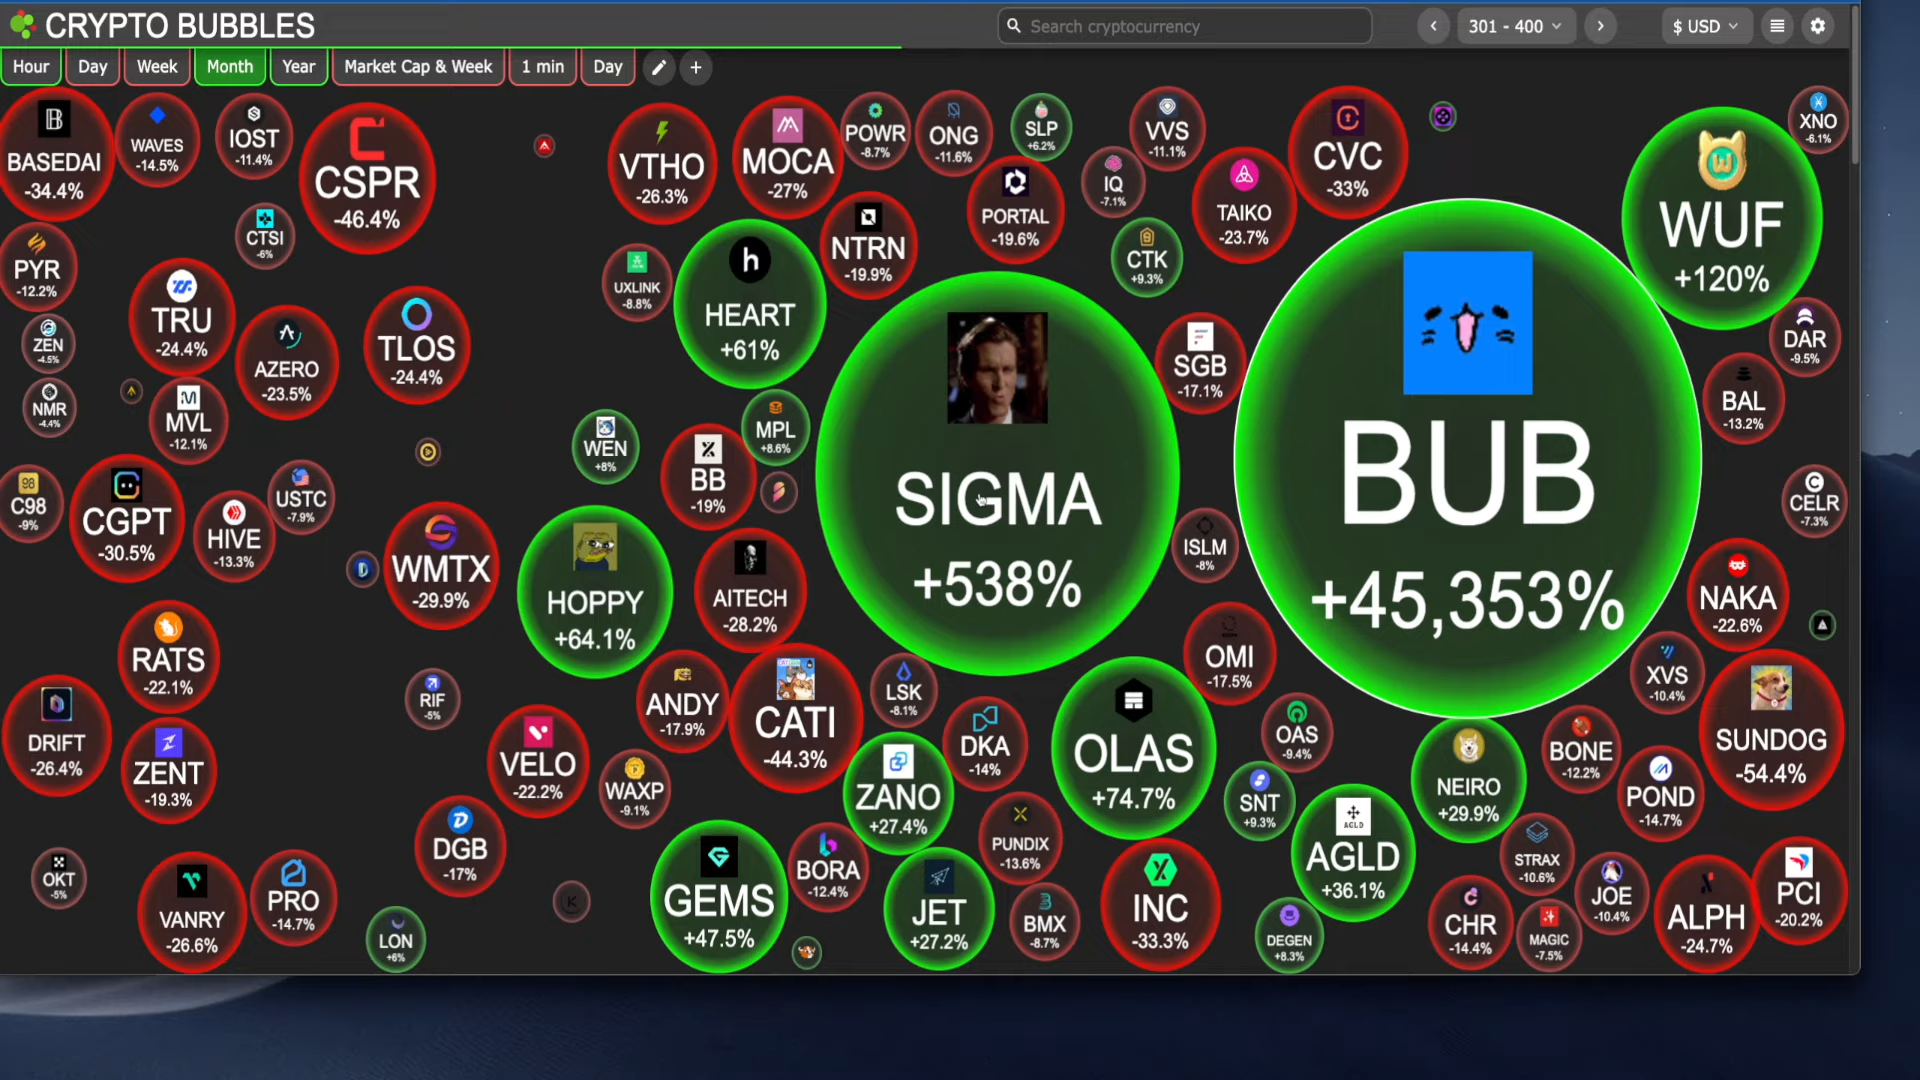 CRYPTO BUBBLES
Search cryptocurrency
301 - 400
$ USD
Hour
Day
Week
Month
Year
Market Cap & Week
1 min
Day
BASEDAI
-34.4%
WAVES
-14.5%
IOST
-11.4%
CSPR
-46.4%
VTHO
-26.3%
MOCA
-27%
POWR
-8.7%
ONG
-11.6%
SLP
+6.2%
VVS
-11.1%
CVC
-33%
WUF
+120%
XNO
-6.1%
CTSI
-6%
PYR
-12.2%
UXLINK
-8.8%
HEART
+61%
NTRN
-19.9%
PORTAL
-19.6%
IQ
-7.1%
TAIKO
-23.7%
CTK
+9.3%
TRU
-24.4%
AZERO
-23.5%
TLOS
-24.4%
ZEN
-4.5%
NMR
-4.4%
MVL
-12.1%
SIGMA
+538%
SGB
-17.1%
BUB
+45,353%
DAR
-9.5%
BAL
-13.2%
WEN
+8%
BB
-19%
MPL
+8.6%
98
C98
-9%
CGPT
-30.5%
HIVE
-13.3%
USTC
-7.9%
WMTX
-29.9%
HOPPY
+64.1%
AITECH
-28.2%
ISLM
-8%
CELR
-7.3%
NAKA
-22.6%
RATS
-22.1%
RIF
-5%
ANDY
-17.9%
CATI
-44.3%
LSK
-8.1%
OMI
-17.5%
XVS
-10.4%
DRIFT
-26.4%
ZENT
-19.3%
VELO
-22.2%
WAXP
-9.1%
ZANO
+27.4%
DKA
-14%
OLAS
+74.7%
OAS
-9.4%
SNT
+9.3%
NEIRO
+29.9%
BONE
-12.2%
POND
-14.7%
SUNDOG
-54.4%
OKT
-5%
VANRY
-26.6%
PRO
-14.7%
DGB
-17%
LON
+6%
GEMS
+47.5%
BORA
-12.4%
JET
+27.2%
PUNDIX
-13.6%
BMX
-8.7%
INC
-33.3%
AGLD
AGLD
+36.1%
DEGEN
+8.3%
STRAX
-10.6%
CHR
-14.4%
MAGIC
-7.5%
JOE
-10.4%
ALPH
-24.7%
PCI
-20.2%